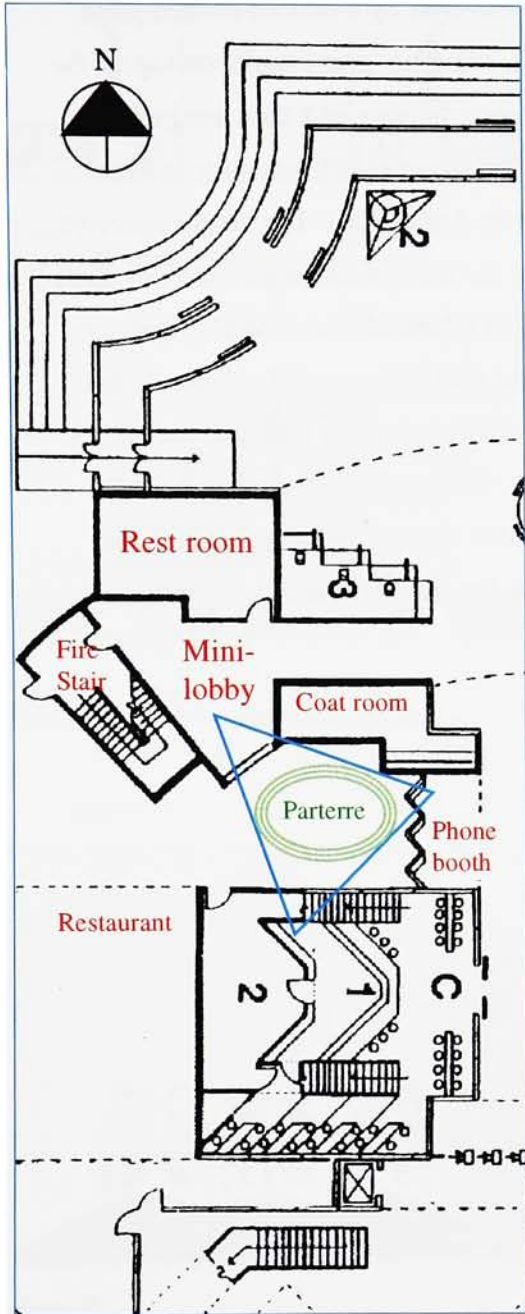 N
2
Rest room
3
Fire
Stair
Mini-
lobby
Coat room
Parterre
Phone
booth
Restaurant
2
1
C